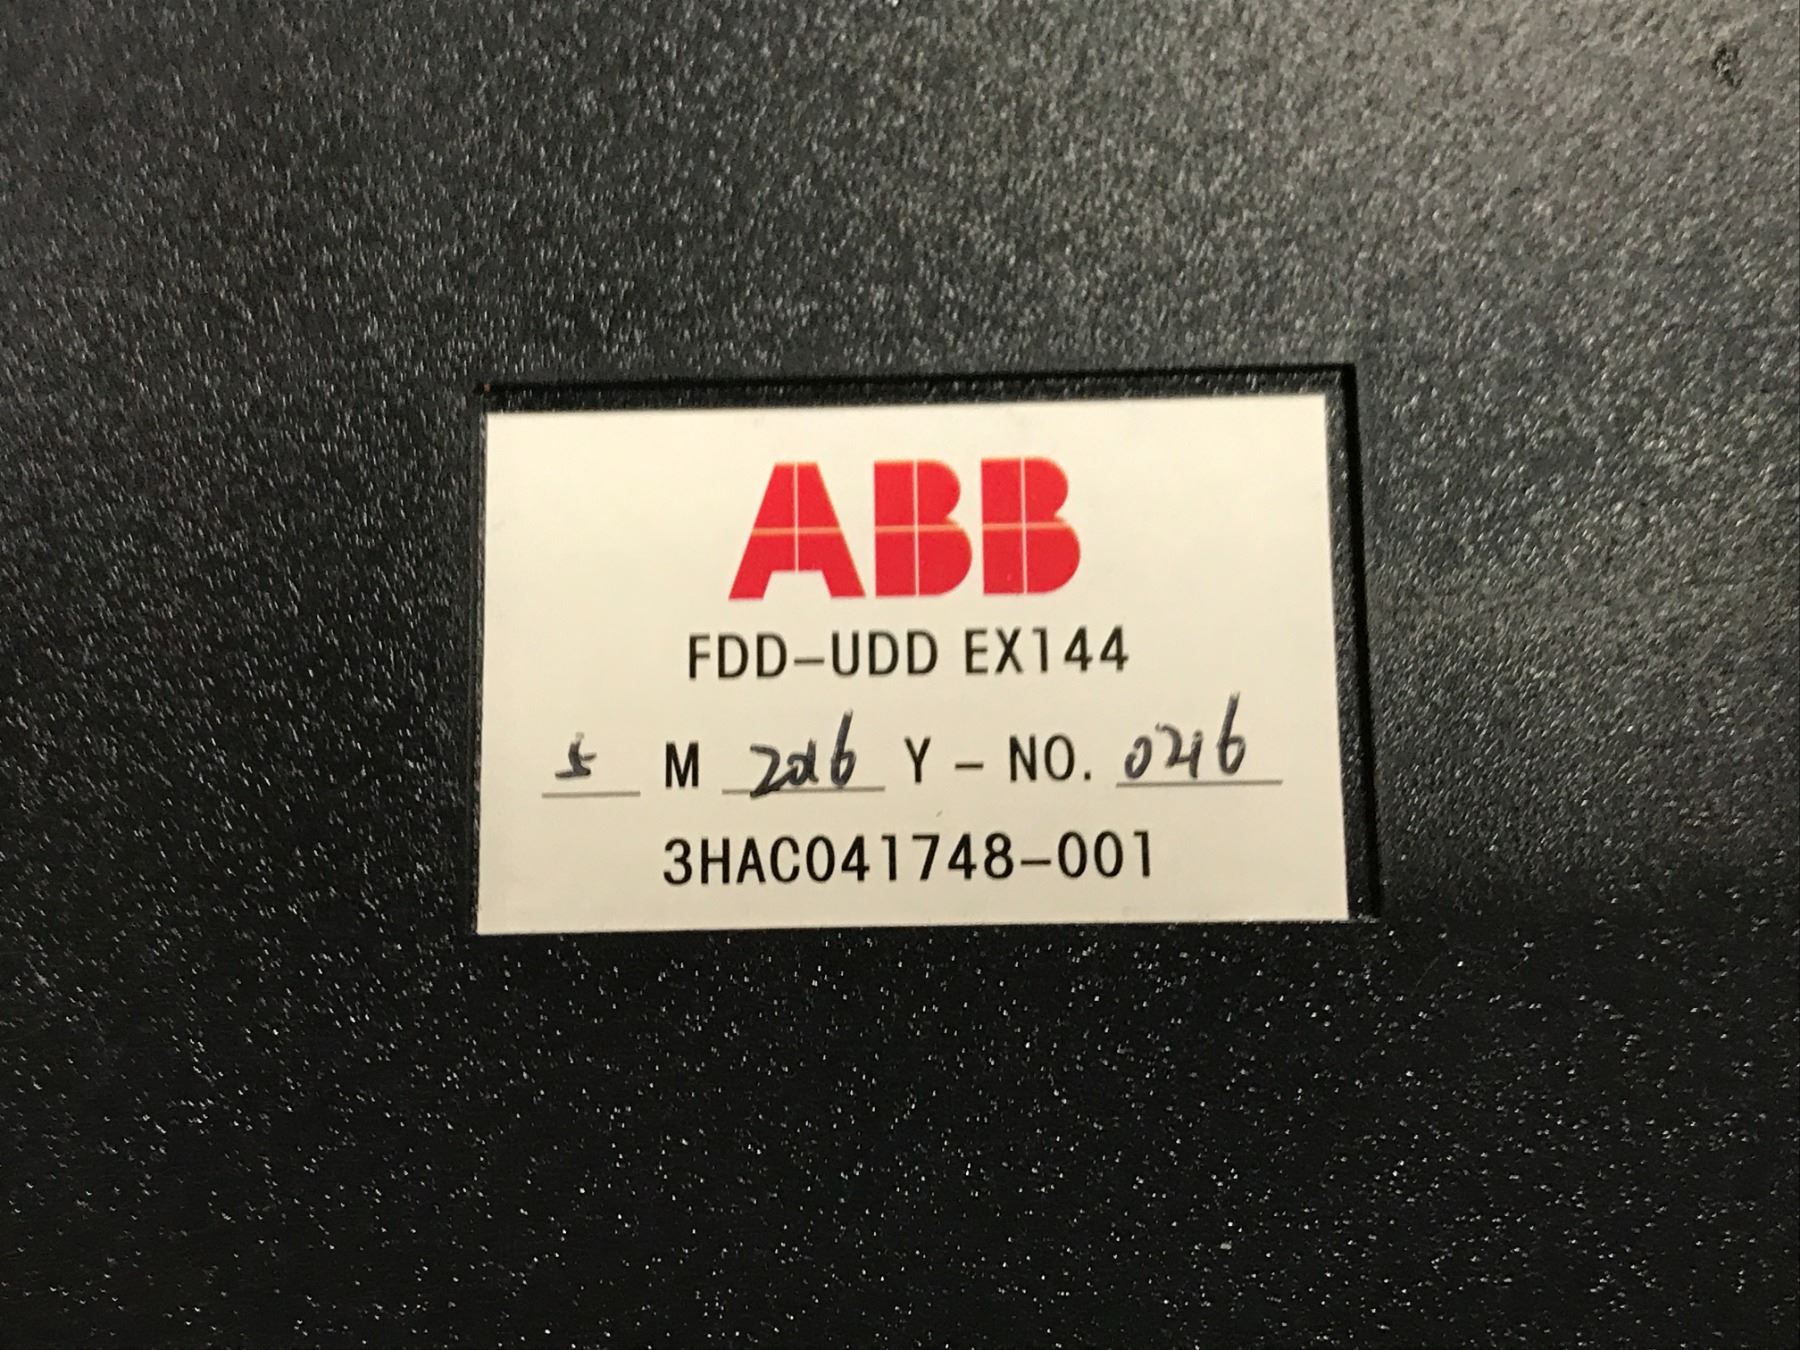 ABB
FDD-UDD EX144
5 M 2016 Y - NO. 0216
3HAC041748-001